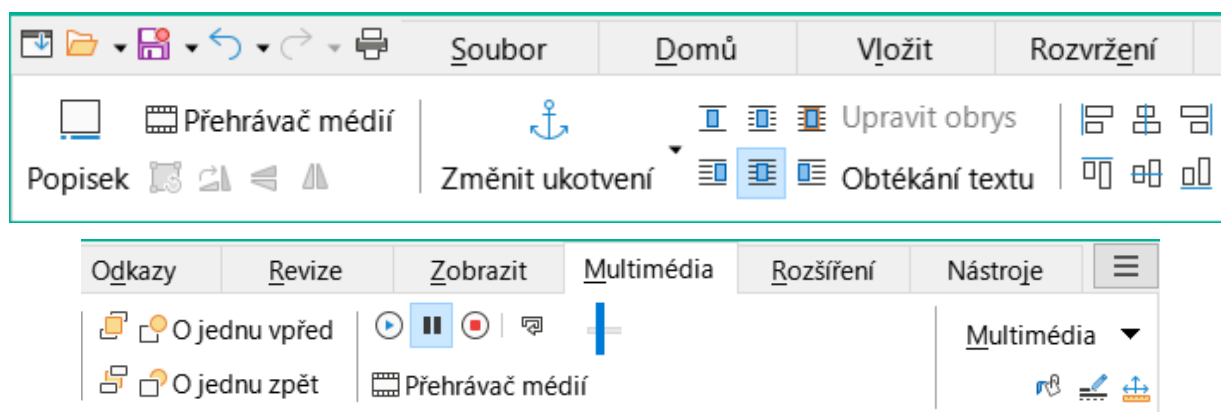 Soubor Domů Vložit Rozvržení
Přehrávač médií Upravit obrys
Popisek Změnit ukotvení Obtékání textu
Odkazy Revize Zobrazit Multimédia Rozšíření Nástroje
O jednu vpřed Multimédia
O jednu zpět Přehrávač médií